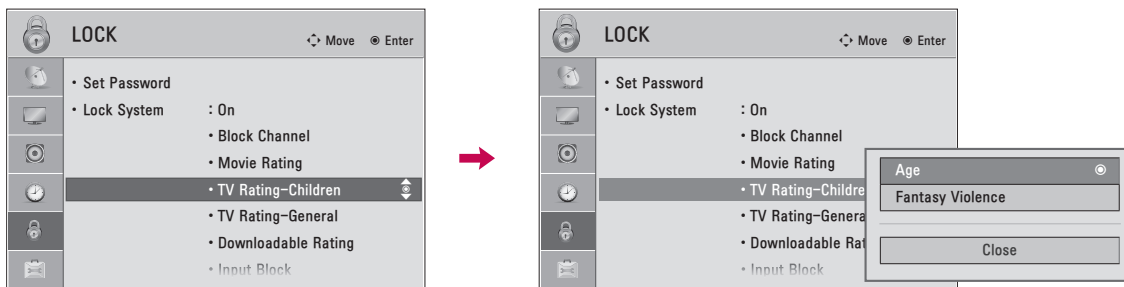 LOCK
Move Enter
• Set Password
• Lock System : On
• Block Channel
• Movie Rating
• TV Rating-Children
• TV Rating-General
• Downloadable Rating
• Input Block
LOCK
Move Enter
• Set Password
• Lock System : On
• Block Channel
• Movie Rating
• TV Rating-Childre
• TV Rating-Genera
• Downloadable Rat
• Input Block
Age
Fantasy Violence
Close